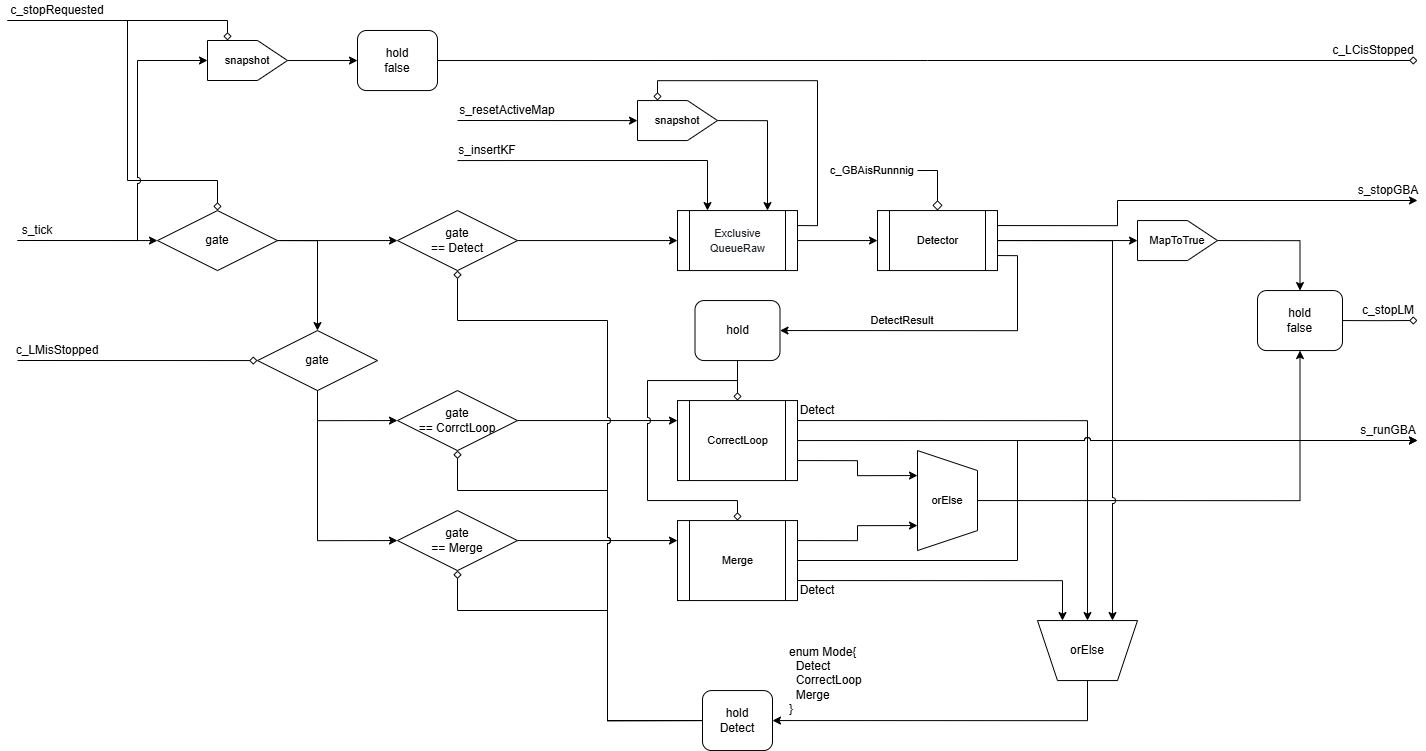 c_stopRequested
snapshot
hold
false
c_LCisStopped
s_resetActiveMap
snapshot
s_insertKF
c_GBAisRunnnig
s_stopGBA
s_tick
gate
gate
== Detect
Exclusive
QueueRaw
Detector
MapToTrue
hold
false
c_stopLM
DetectResult
hold
c_LMisStopped
gate
gate
== CorrctLoop
CorrectLoop
Detect
s_runGBA
orElse
gate
== Merge
Merge
Detect
orElse
enum Mode{
Detect
CorrectLoop
Merge
}
hold
Detect